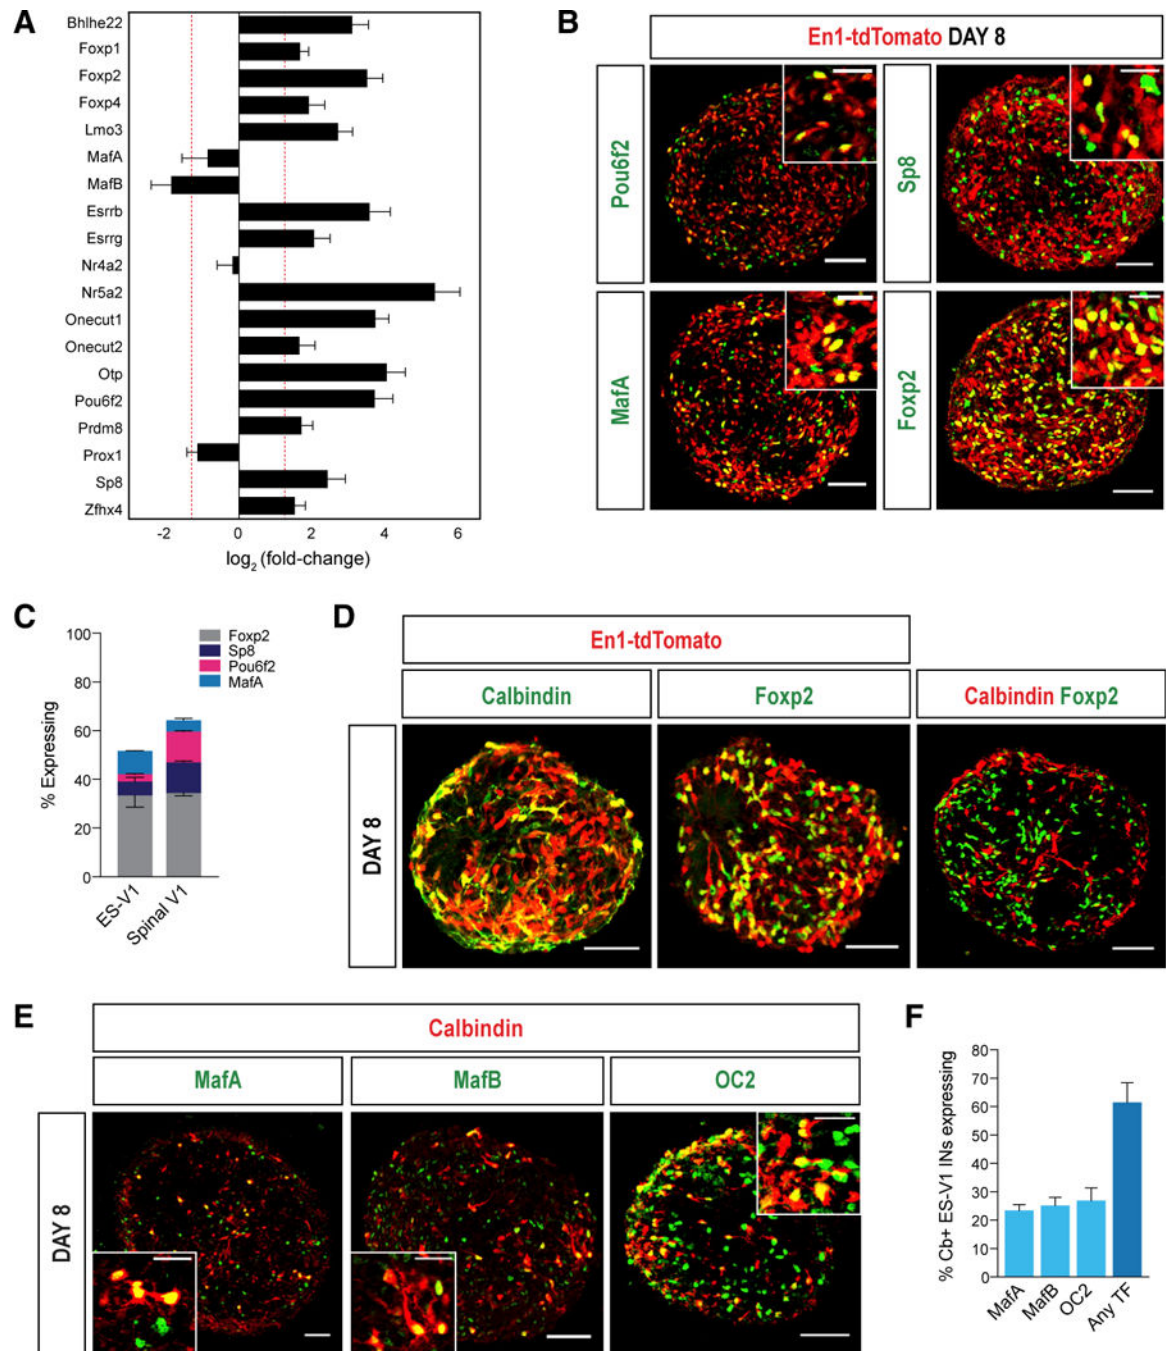 A
Bhlhe22
Foxp1
Foxp2
Foxp4
Lmo3
MafA
MafB
Esrrb
Esrrg
Nr4a2
Nr5a2
Onecut1
Onecut2
Otp
Pou6f2
Prdm8
Prox1
Sp8
Zfhx4
-2 0 2 4 6
log2 (fold-change)
B
En1-tdTomato DAY 8
Pou6f2
Sp8
MafA
Foxp2
C
100
80
60
40
20
0
% Expressing
Foxp2
Sp8
Pou6f2
MafA
ES-V1
Spinal V1
D
En1-tdTomato
Calbindin
Foxp2
Calbindin Foxp2
DAY 8
E
Calbindin
MafA
MafB
OC2
DAY 8
F
80
70
60
50
40
30
20
10
0
% Cb+ ES-V1 INs expressing
MafA
MafB
OC2
Any TF